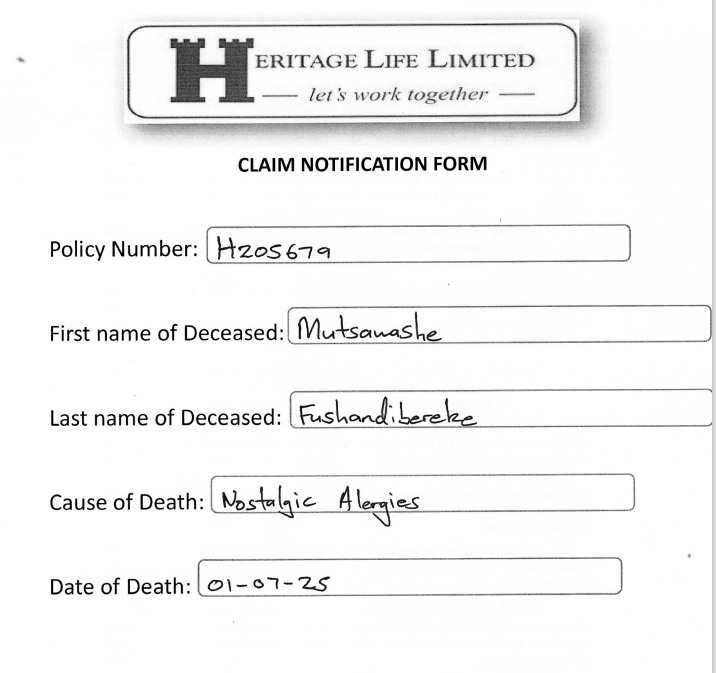 HERITAGE LIFE LIMITED
— let's work together —
CLAIM NOTIFICATION FORM
Policy Number: H205679
First name of Deceased: Mutsawashe
Last name of Deceased: Fushandibereke
Cause of Death: Nostalgic Alergies
Date of Death: 01-07-25